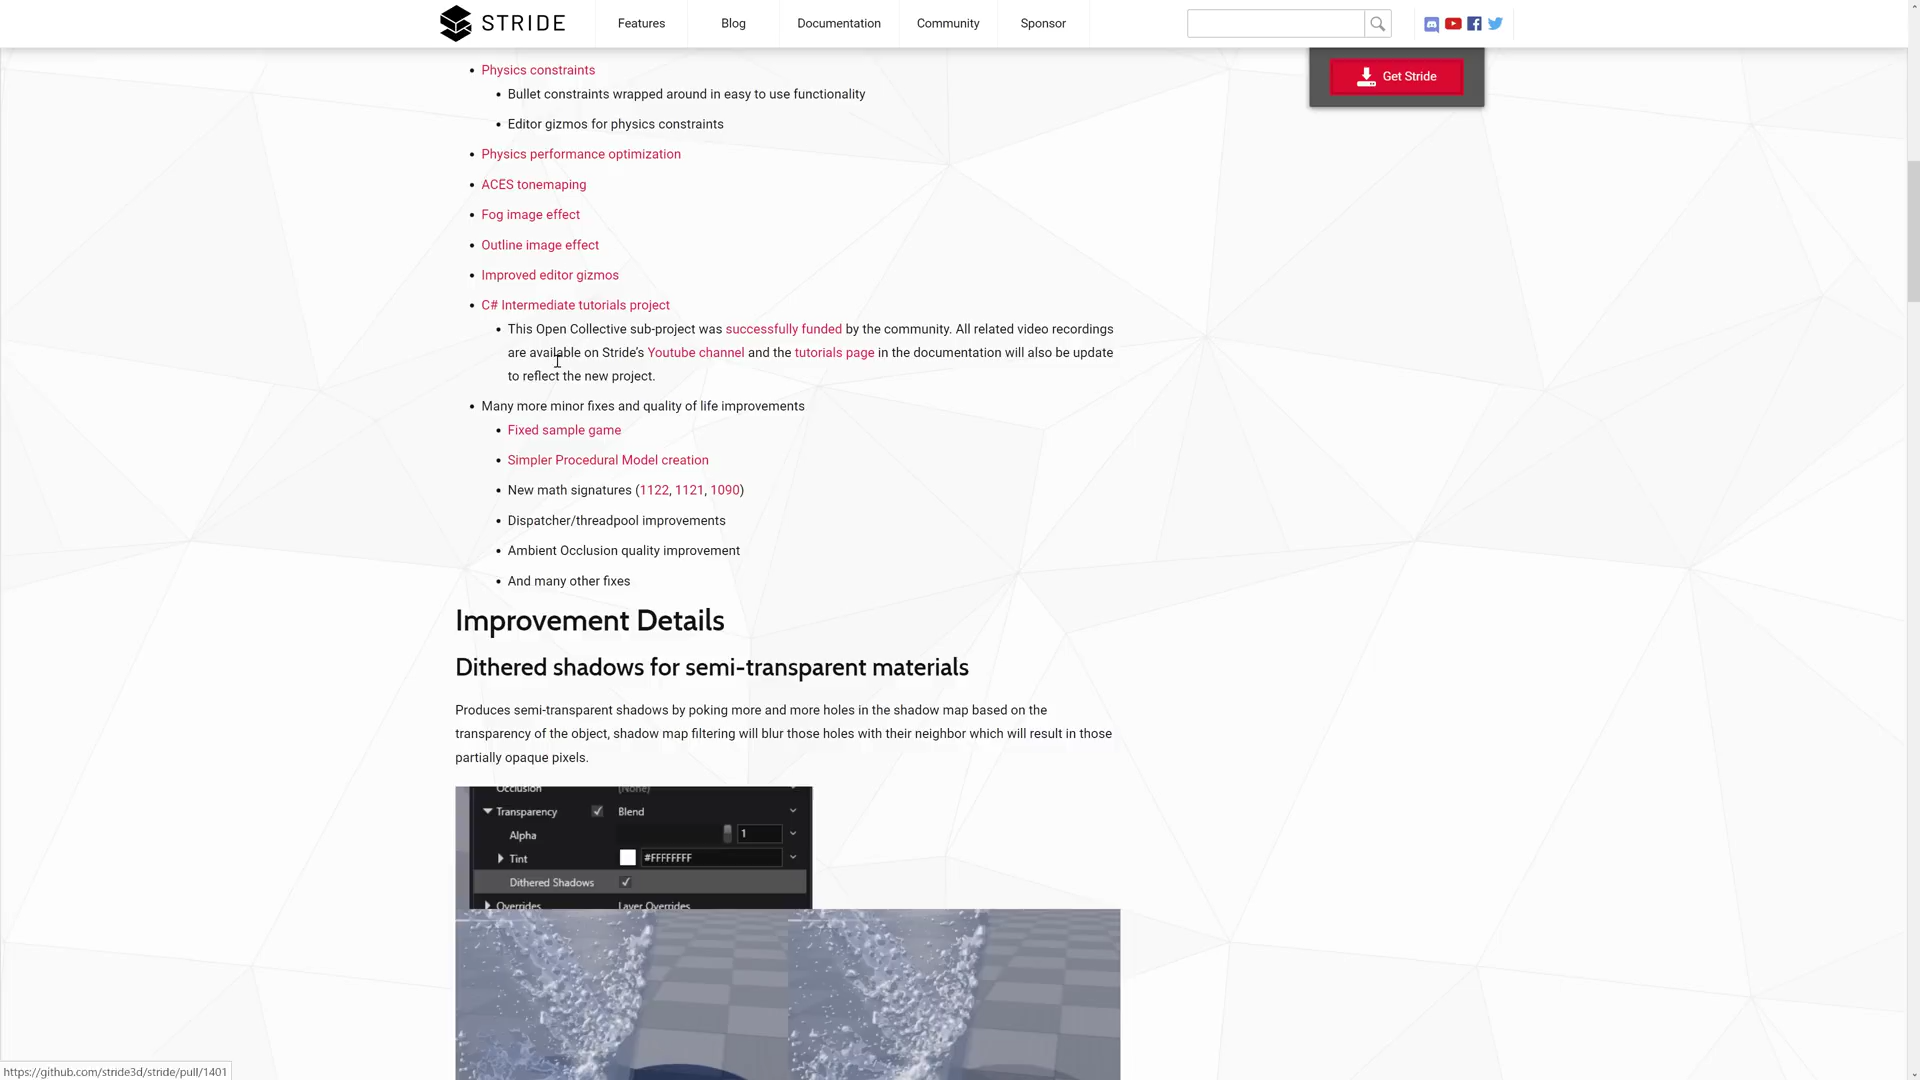 STRIDE
Features
Blog
Documentation
Community
Sponsor
Get Stride
Physics constraints
Bullet constraints wrapped around in easy to use functionality
Editor gizmos for physics constraints
Physics performance optimization
ACES tonemaping
Fog image effect
Outline image effect
Improved editor gizmos
C# Intermediate tutorials project
This Open Collective sub-project was successfully funded by the community. All related video recordings
are available on Stride's Youtube channel and the tutorials page in the documentation will also be update
to reflect the new project.
Many more minor fixes and quality of life improvements
Fixed sample game
Simpler Procedural Model creation
New math signatures (1122, 1121, 1090)
Dispatcher/threadpool improvements
Ambient Occlusion quality improvement
And many other fixes
Improvement Details
Dithered shadows for semi-transparent materials
Produces semi-transparent shadows by poking more and more holes in the shadow map based on the
transparency of the object, shadow map filtering will blur those holes with their neighbor which will result in those
partially opaque pixels.
Occlusion (None)
Transparency Blend
Alpha 1
Tint #FFFFFFFF
Dithered Shadows
Overrides Layer Overrides
https://github.com/stride3d/stride/pull/1401